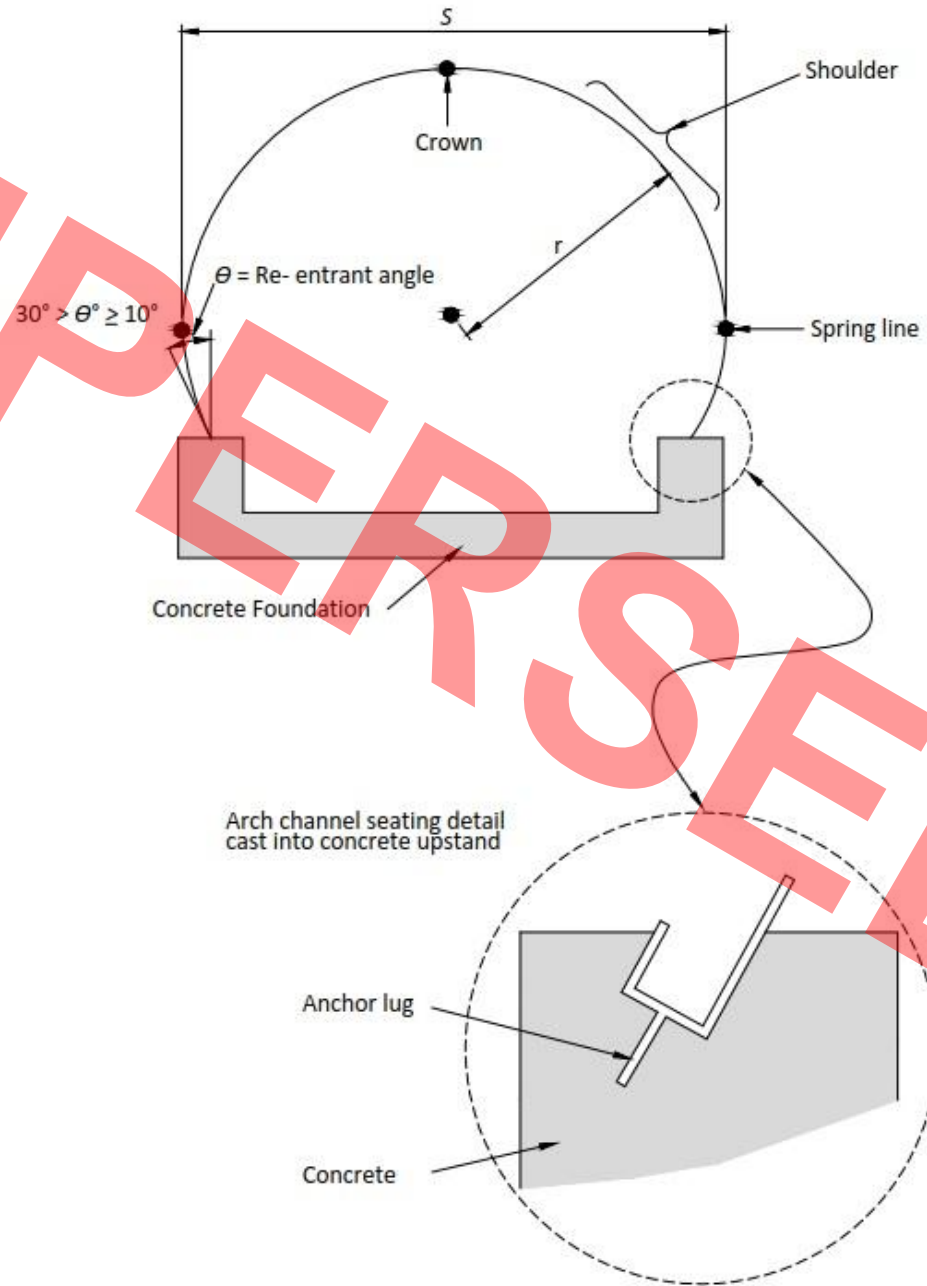 S
Shoulder
Crown
r
Ɵ = Re- entrant angle
30° > Ɵ° ≥ 10°
Spring line
Concrete Foundation
Arch channel seating detail
cast into concrete upstand
Anchor lug
Concrete
PERSE